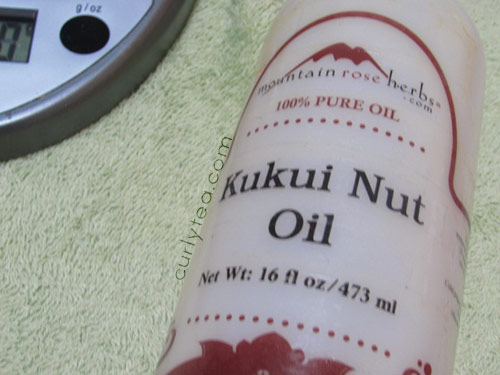 g/oz
mountain rose herbs
.com
100% PURE OIL
curlytea.com
Kukui Nut
Oil
Net Wt: 16 fl oz/473 ml